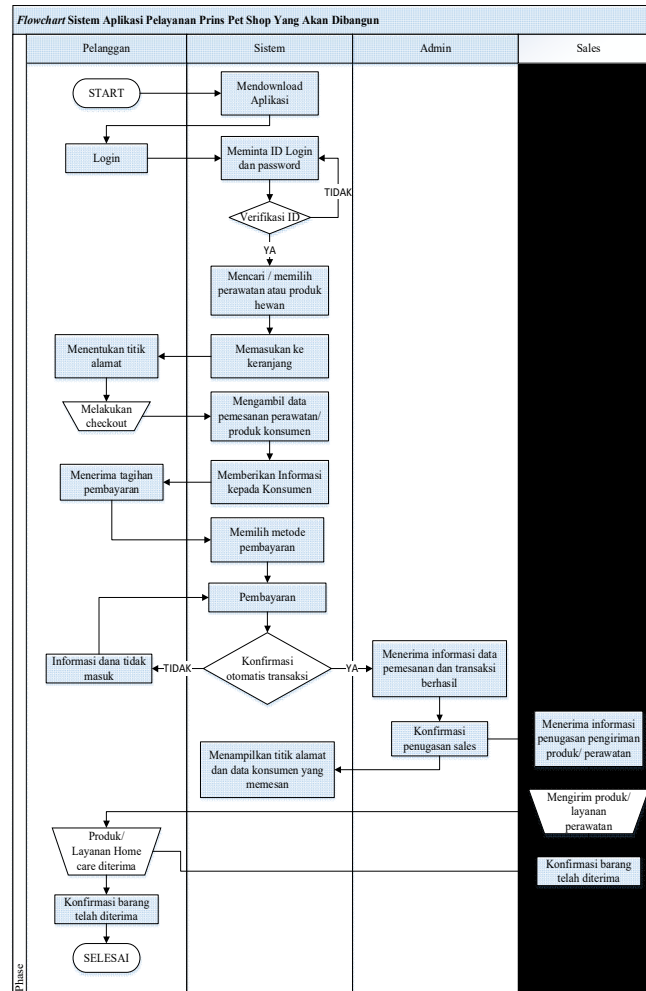 Flowchart Sistem Aplikasi Pelayanan Prins Pet Shop Yang Akan Dibangun
Pelanggan
Sistem
Admin
Sales
START
Mendownload
Aplikasi
Login
Meminta ID Login
dan password
TIDAK
Verifikasi ID
YA
Mencari / memilih
perawatan atau produk
hewan
Menentukan titik
alamat
Memasukan ke
keranjang
Melakukan
checkout
Mengambil data
pemesanan perawatan/
produk konsumen
Menerima tagihan
pembayaran
Memberikan Informasi
kepada Konsumen
Memilih metode
pembayaran
Pembayaran
Informasi dana tidak
masuk
TIDAK
Konfirmasi
otomatis transaksi
YA
Menerima informasi data
pemesanan dan transaksi
berhasil
Konfirmasi
penugasan sales
Menerima informasi
penugasan pengiriman
produk/ perawatan
Menampilkan titik alamat
dan data konsumen yang
memesan
Mengirim produk/
layanan
perawatan
Produk/
Layanan Home
care diterima
Konfirmasi barang
telah diterima
Konfirmasi barang
telah diterima
SELESAI
Phase